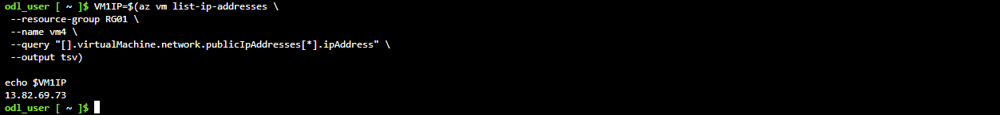 odl_user [ ~ ]$ VM1IP=$(az vm list-ip-addresses \
 --resource-group RG01 \
 --name vm4 \
 --query "[].virtualMachine.network.publicIpAddresses[*].ipAddress" \
 --output tsv)

echo $VM1IP
13.82.69.73
odl_user [ ~ ]$